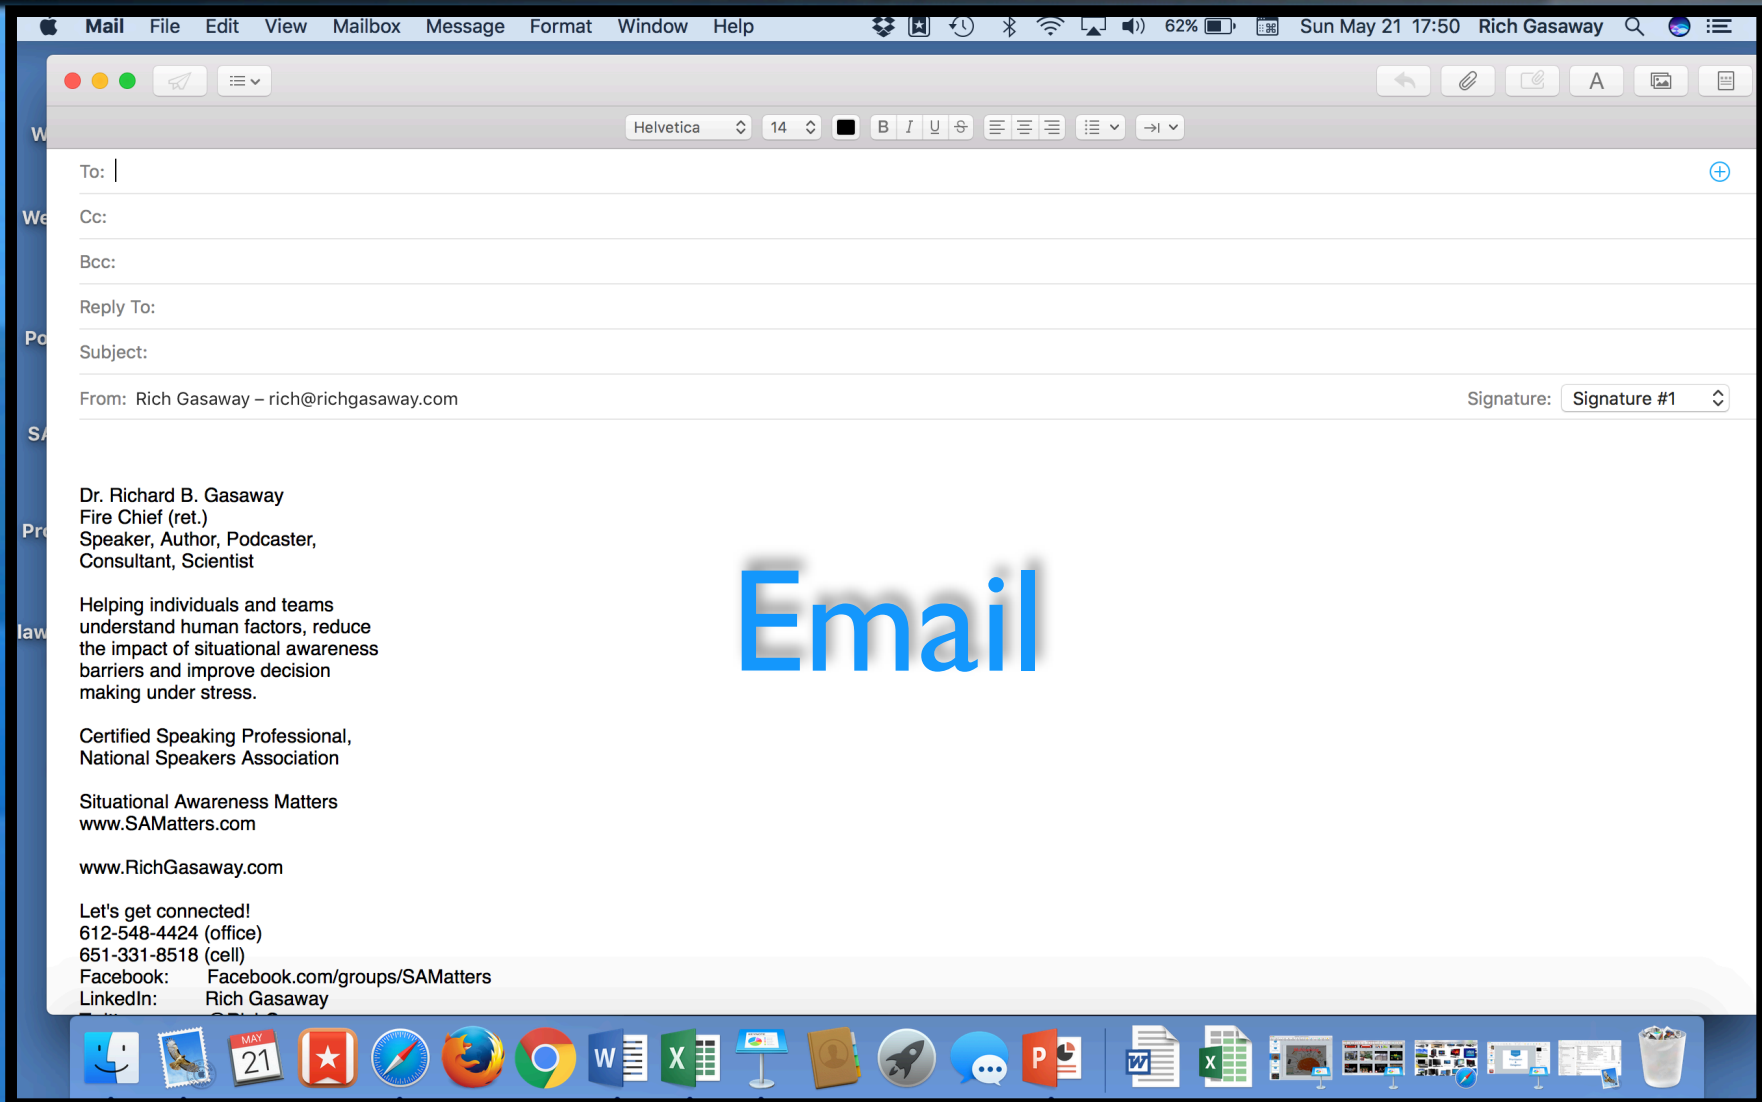 Mail File Edit View Mailbox Message Format Window Help 62% Sun May 21 17:50 Rich Gasaway
Helvetica 14 B I U S
A
To:
Cc:
Bcc:
Reply To:
Subject:
From: Rich Gasaway – rich@richgasaway.com Signature: Signature #1
Dr. Richard B. Gasaway
Fire Chief (ret.)
Speaker, Author, Podcaster,
Consultant, Scientist
Helping individuals and teams
understand human factors, reduce
the impact of situational awareness
barriers and improve decision
making under stress.
Email
Certified Speaking Professional,
National Speakers Association
Situational Awareness Matters
www.SAMatters.com
www.RichGasaway.com
Let's get connected!
612-548-4424 (office)
651-331-8518 (cell)
Facebook: Facebook.com/groups/SAMatters
LinkedIn: Rich Gasaway
MAY
21
W
X
P
W
X